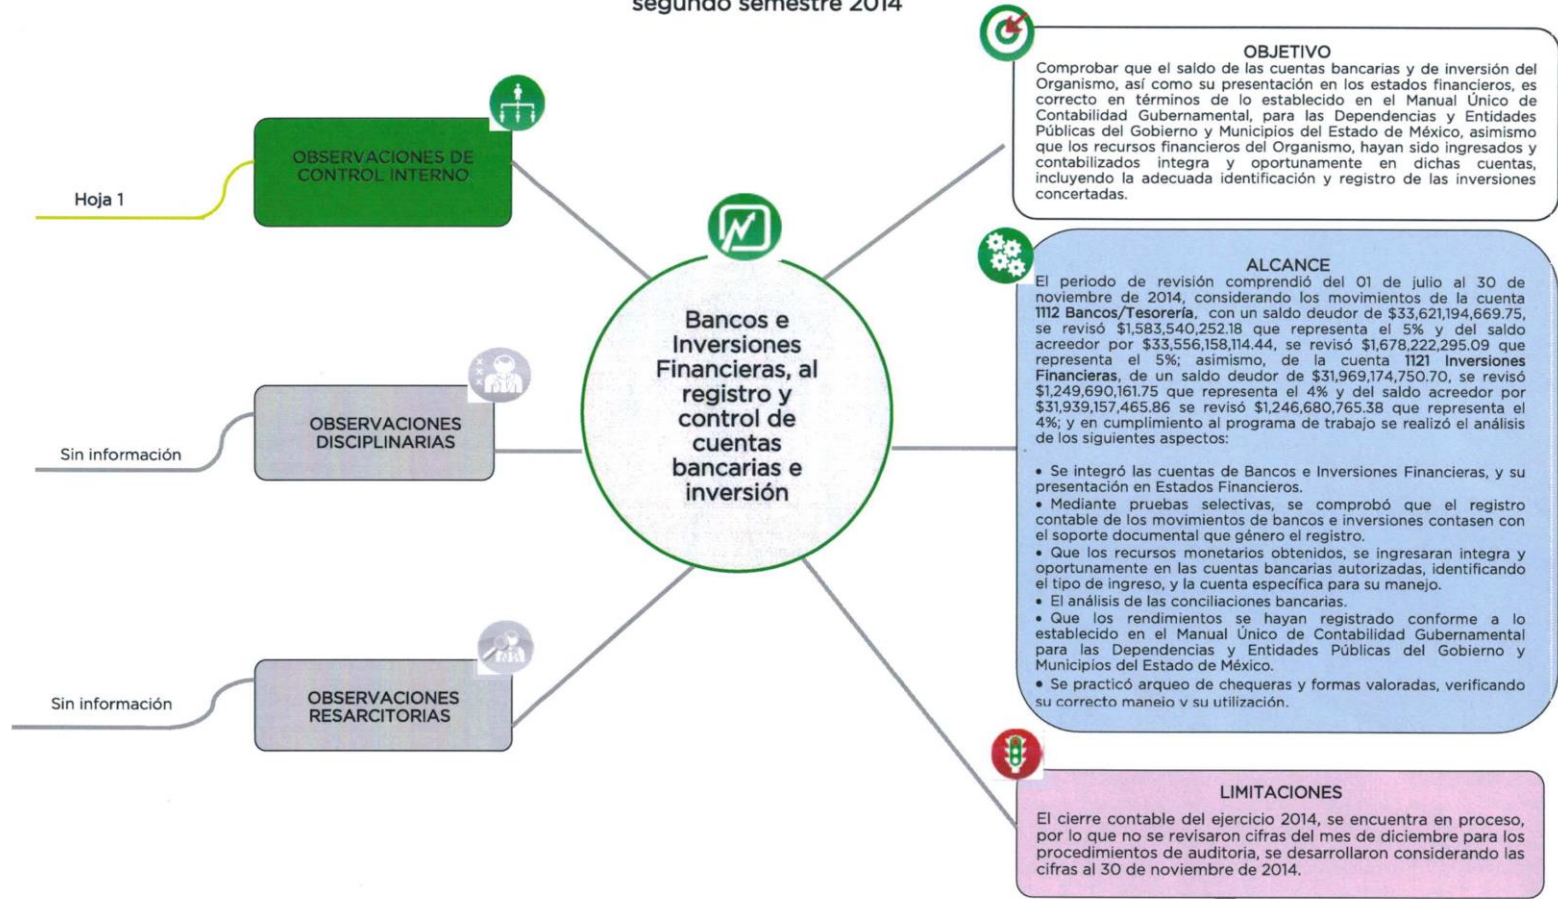 segundo semestre 2014
OBSERVACIONES DE
CONTROL INTERNO
Hoja 1
OBSERVACIONES
DISCIPLINARIAS
Sin información
OBSERVACIONES
RESARCITORIAS
Sin información
Bancos e
Inversiones
Financieras, al
registro y
control de
cuentas
bancarias e
inversión
OBJETIVO
Comprobar que el saldo de las cuentas bancarias y de inversión del
Organismo, así como su presentación en los estados financieros, es
correcto en términos de lo establecido en el Manual Único de
Contabilidad Gubernamental, para las Dependencias y Entidades
Públicas del Gobierno y Municipios del Estado de México, asimismo
que los recursos financieros del Organismo, hayan sido ingresados y
contabilizados integra y oportunamente en dichas cuentas,
incluyendo la adecuada identificación y registro de las inversiones
concertadas.
ALCANCE
El periodo de revisión comprendió del 01 de julio al 30 de
noviembre de 2014, considerando los movimientos de la cuenta
1112 Bancos/Tesorería, con un saldo deudor de $33,621,194,669.75,
se revisó $1,583,540,252.18 que representa el 5% y del saldo
acreedor por $33,556,158,114.44, se revisó $1,678,222,295.09 que
representa el 5%; asimismo, de la cuenta 1121 Inversiones
Financieras, de un saldo deudor de $31,969,174,750.70, se revisó
$1,249,690,161.75 que representa el 4% y del saldo acreedor por
$31,939,157,465.86 se revisó $1,246,680,765.38 que representa el
4%; y en cumplimiento al programa de trabajo se realizó el análisis
de los siguientes aspectos:
• Se integró las cuentas de Bancos e Inversiones Financieras, y su
presentación en Estados Financieros.
• Mediante pruebas selectivas, se comprobó que el registro
contable de los movimientos de bancos e inversiones contasen con
el soporte documental que género el registro.
• Que los recursos monetarios obtenidos, se ingresaran integra y
oportunamente en las cuentas bancarias autorizadas, identificando
el tipo de ingreso, y la cuenta específica para su manejo.
• El análisis de las conciliaciones bancarias.
• Que los rendimientos se hayan registrado conforme a lo
establecido en el Manual Único de Contabilidad Gubernamental
para las Dependencias y Entidades Públicas del Gobierno y
Municipios del Estado de México.
• Se practicó arqueo de chequeras y formas valoradas, verificando
su correcto manejo y su utilización.
LIMITACIONES
El cierre contable del ejercicio 2014, se encuentra en proceso,
por lo que no se revisaron cifras del mes de diciembre para los
procedimientos de auditoria, se desarrollaron considerando las
cifras al 30 de noviembre de 2014.